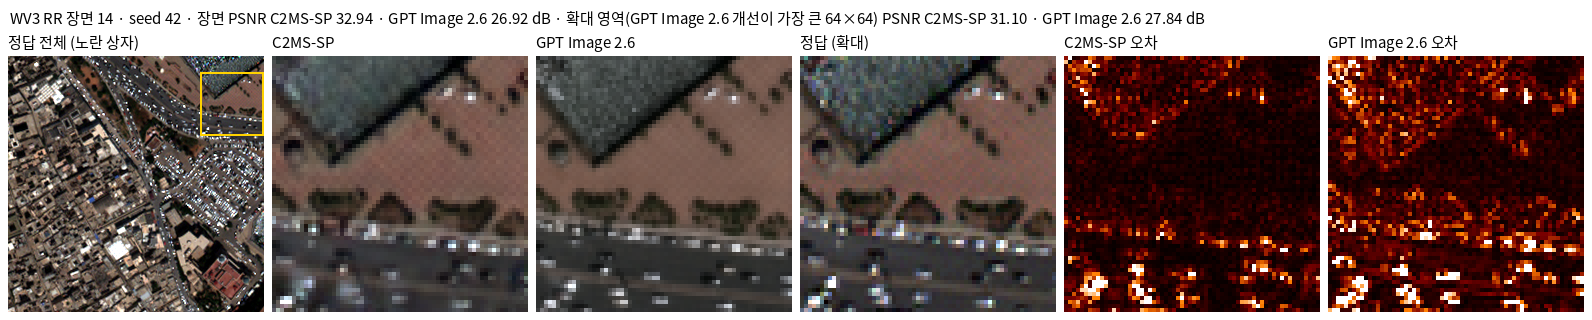 WV3 RR 장면 14 · seed 42 · 장면 PSNR C2MS-SP 32.94 · GPT Image 2.6 26.92 dB · 확대 영역(GPT Image 2.6 개선이 가장 큰 64×64) PSNR C2MS-SP 31.10 · GPT Image 2.6 27.84 dB
정답 전체 (노란 상자)
C2MS-SP
GPT Image 2.6
정답 (확대)
C2MS-SP 오차
GPT Image 2.6 오차